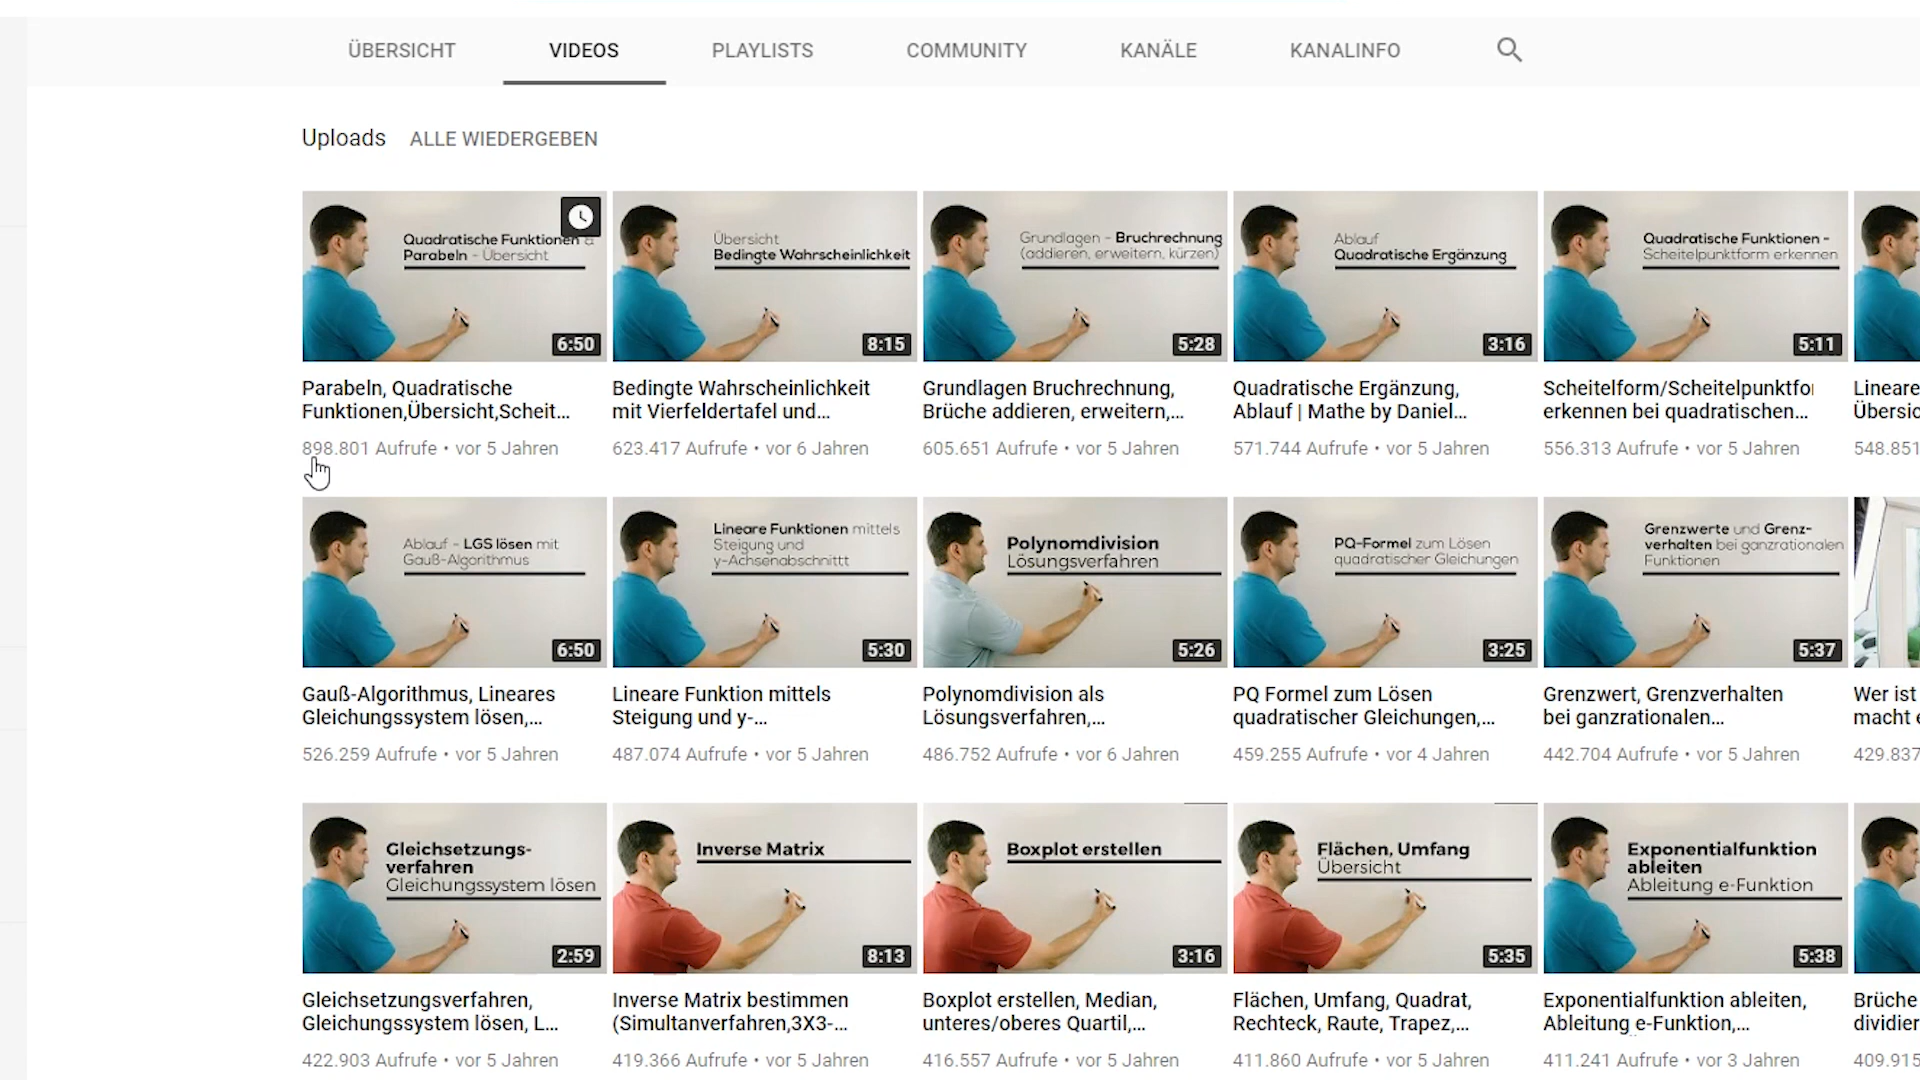 ÜBERSICHT VIDEOS PLAYLISTS COMMUNITY KANÄLE KANALINFO
Uploads ALLE WIEDERGEBEN
Quadratische Funktionen &
Parabeln - Übersicht
6:50
Übersicht
Bedingte Wahrscheinlichkeit
8:15
Grundlagen - Bruchrechnung
(addieren, erweitern, kürzen)
5:28
Ablauf
Quadratische Ergänzung
3:16
Quadratische Funktionen -
Scheitelpunktform erkennen
5:11
Parabeln, Quadratische
Funktionen,Übersicht,Scheit...
898.801 Aufrufe • vor 5 Jahren
Bedingte Wahrscheinlichkeit
mit Vierfeldertafel und...
623.417 Aufrufe • vor 6 Jahren
Grundlagen Bruchrechnung,
Brüche addieren, erweitern,...
605.651 Aufrufe • vor 5 Jahren
Quadratische Ergänzung,
Ablauf | Mathe by Daniel...
571.744 Aufrufe • vor 5 Jahren
Scheitelform/Scheitelpunktfo
erkennen bei quadratischen...
556.313 Aufrufe • vor 5 Jahren
Lineare
548.851
Ablauf - LGS lösen mit
Gauß-Algorithmus
6:50
Lineare Funktionen mittels
Steigung und
y-Achsenabschnittt
5:30
Polynomdivision
Lösungsverfahren
5:26
PQ-Formel zum Lösen
quadratischer Gleichungen
3:25
Grenzwerte und Grenz-
verhalten bei ganzrationalen
Funktionen
5:37
Gauß-Algorithmus, Lineares
Gleichungssystem lösen,...
526.259 Aufrufe • vor 5 Jahren
Lineare Funktion mittels
Steigung und y-...
487.074 Aufrufe • vor 5 Jahren
Polynomdivision als
Lösungsverfahren,...
486.752 Aufrufe • vor 6 Jahren
PQ Formel zum Lösen
quadratischer Gleichungen,...
459.255 Aufrufe • vor 4 Jahren
Grenzwert, Grenzverhalten
bei ganzrationalen...
442.704 Aufrufe • vor 5 Jahren
Wer ist
macht
429.837
Gleichsetzungs-
verfahren
Gleichungssystem lösen
2:59
Inverse Matrix
8:13
Boxplot erstellen
3:16
Flächen, Umfang
Übersicht
5:35
Exponentialfunktion
ableiten
Ableitung e-Funktion
5:38
Gleichsetzungsverfahren,
Gleichungssystem lösen, L...
422.903 Aufrufe • vor 5 Jahren
Inverse Matrix bestimmen
(Simultanverfahren,3X3-...
419.366 Aufrufe • vor 5 Jahren
Boxplot erstellen, Median,
unteres/oberes Quartil,...
416.557 Aufrufe • vor 5 Jahren
Flächen, Umfang, Quadrat,
Rechteck, Raute, Trapez,...
411.860 Aufrufe • vor 5 Jahren
Exponentialfunktion ableiten,
Ableitung e-Funktion,...
411.241 Aufrufe • vor 3 Jahren
Brüche
dividier
409.915